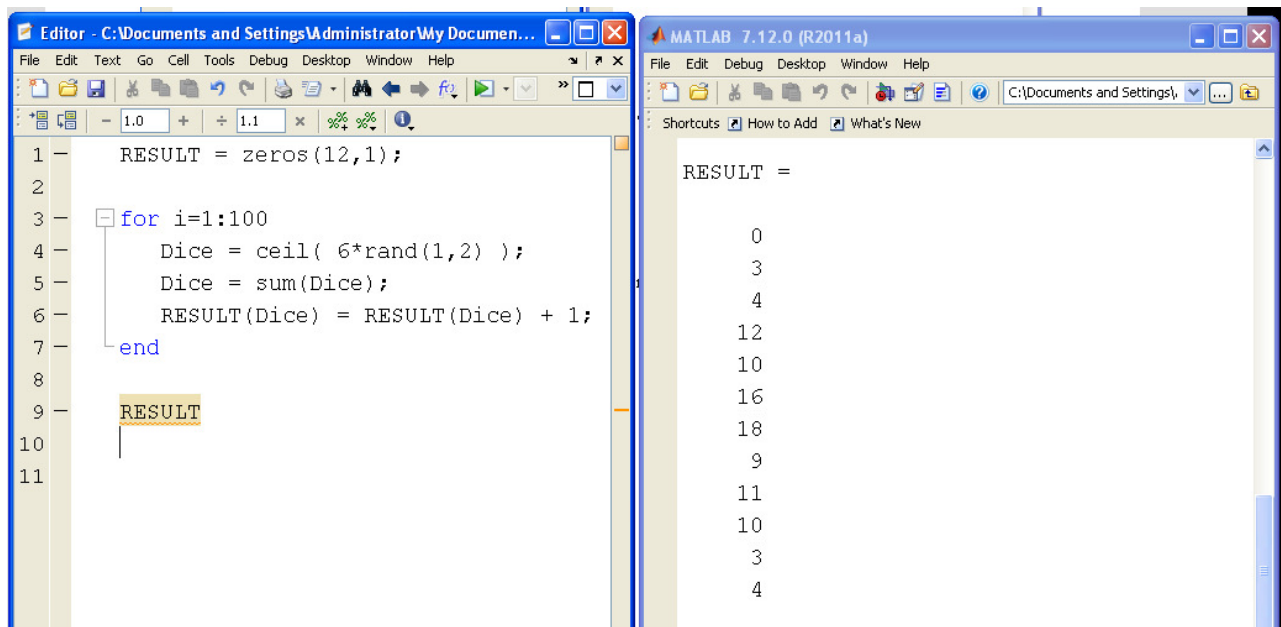 Editor - C:\Documents and Settings\Administrator\My Documen...
File Edit Text Go Cell Tools Debug Desktop Window Help
- 1.0 + ÷ 1.1 ×
1 RESULT = zeros(12,1);
2
3 for i=1:100
4 Dice = ceil( 6*rand(1,2) );
5 Dice = sum(Dice);
6 RESULT(Dice) = RESULT(Dice) + 1;
7 end
8
9 RESULT
10
11
MATLAB 7.12.0 (R2011a)
File Edit Debug Desktop Window Help
C:\Documents and Settings\
Shortcuts How to Add What's New
RESULT =
0
3
4
12
10
16
18
9
11
10
3
4